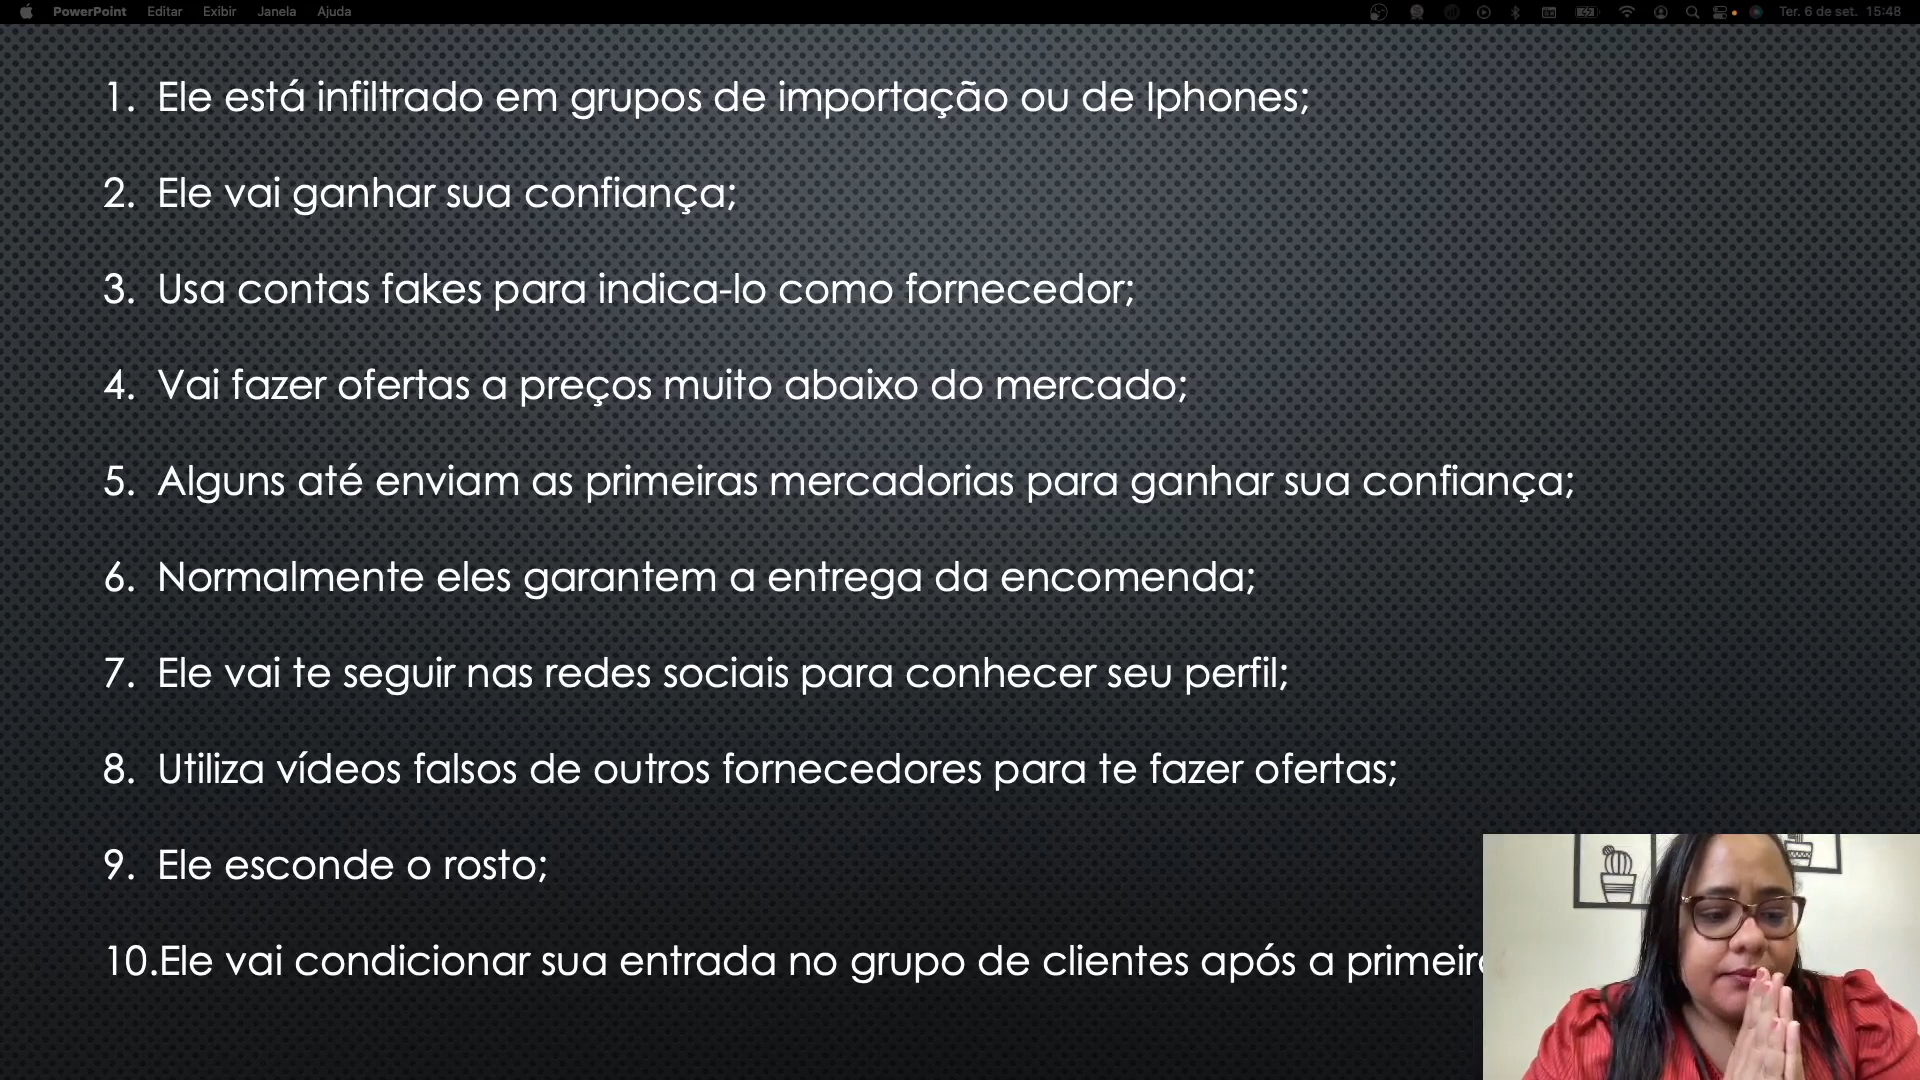 PowerPoint Editar Exibir Janela Ajuda Ter. 6 de set. 15:48
1. Ele está infiltrado em grupos de importação ou de Iphones;
2. Ele vai ganhar sua confiança;
3. Usa contas fakes para indica-lo como fornecedor;
4. Vai fazer ofertas a preços muito abaixo do mercado;
5. Alguns até enviam as primeiras mercadorias para ganhar sua confiança;
6. Normalmente eles garantem a entrega da encomenda;
7. Ele vai te seguir nas redes sociais para conhecer seu perfil;
8. Utiliza vídeos falsos de outros fornecedores para te fazer ofertas;
9. Ele esconde o rosto;
10.Ele vai condicionar sua entrada no grupo de clientes após a